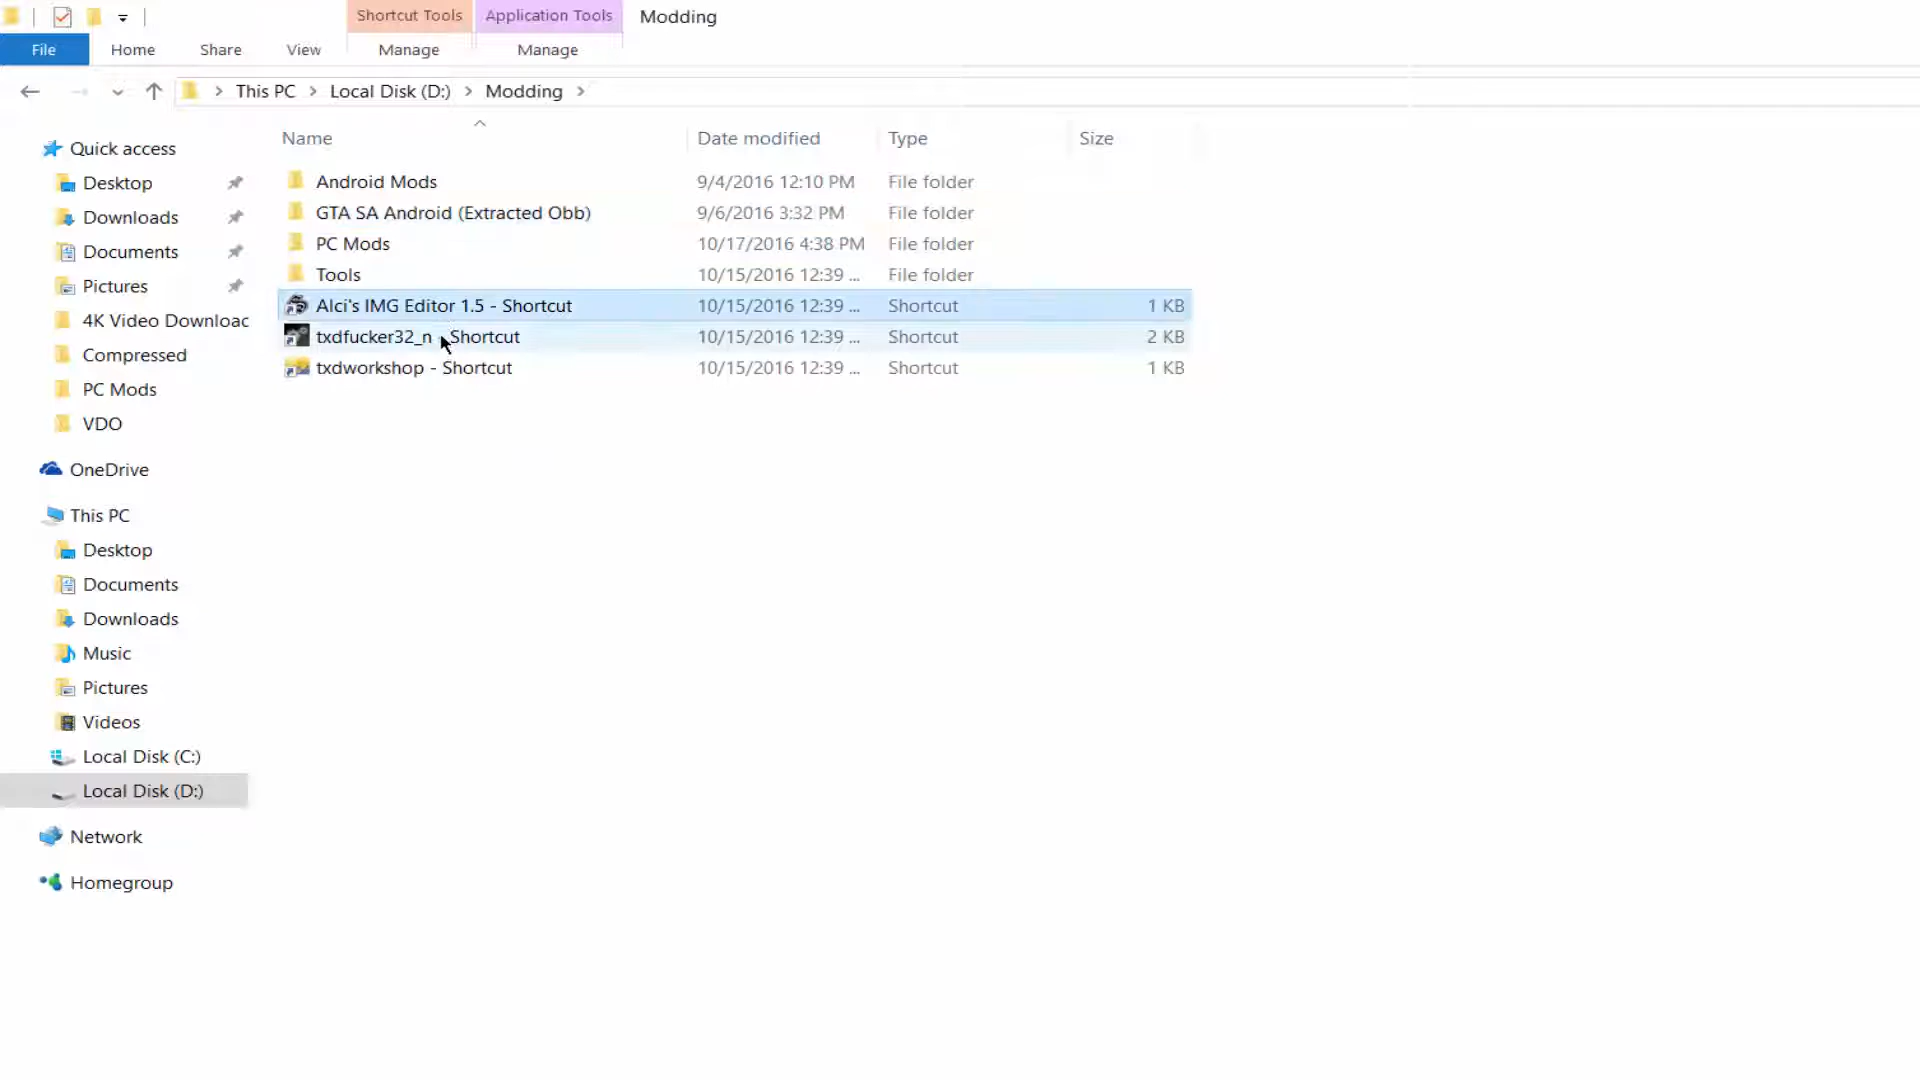 Shortcut Tools Application Tools Modding
File Home Share View Manage Manage
This PC Local Disk (D:) Modding
Name Date modified Type Size
Quick access
Desktop
Downloads
Documents
Pictures
4K Video Downloac
Compressed
PC Mods
VDO
OneDrive
This PC
Desktop
Documents
Downloads
Music
Pictures
Videos
Local Disk (C:)
Local Disk (D:)
Network
Homegroup
Android Mods 9/4/2016 12:10 PM File folder
GTA SA Android (Extracted Obb) 9/6/2016 3:32 PM File folder
PC Mods 10/17/2016 4:38 PM File folder
Tools 10/15/2016 12:39 ... File folder
Alci's IMG Editor 1.5 - Shortcut 10/15/2016 12:39 ... Shortcut 1 KB
txdfucker32_n - Shortcut 10/15/2016 12:39 ... Shortcut 2 KB
txdworkshop - Shortcut 10/15/2016 12:39 ... Shortcut 1 KB